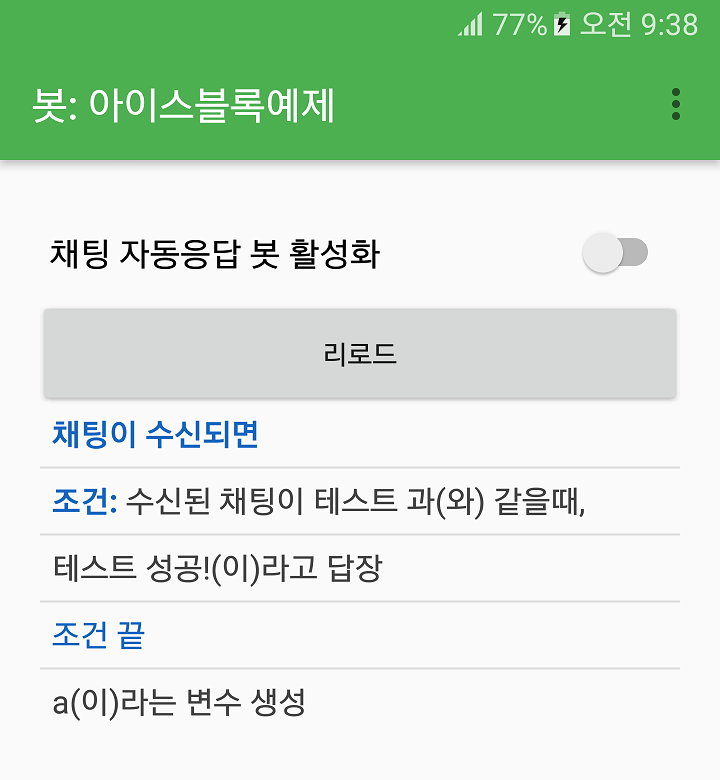 77% 오전 9:38
봇: 아이스블록예제
채팅 자동응답 봇 활성화
리로드
채팅이 수신되면
조건: 수신된 채팅이 테스트 과(와) 같을때,
테스트 성공!(이)라고 답장
조건 끝
a(이)라는 변수 생성